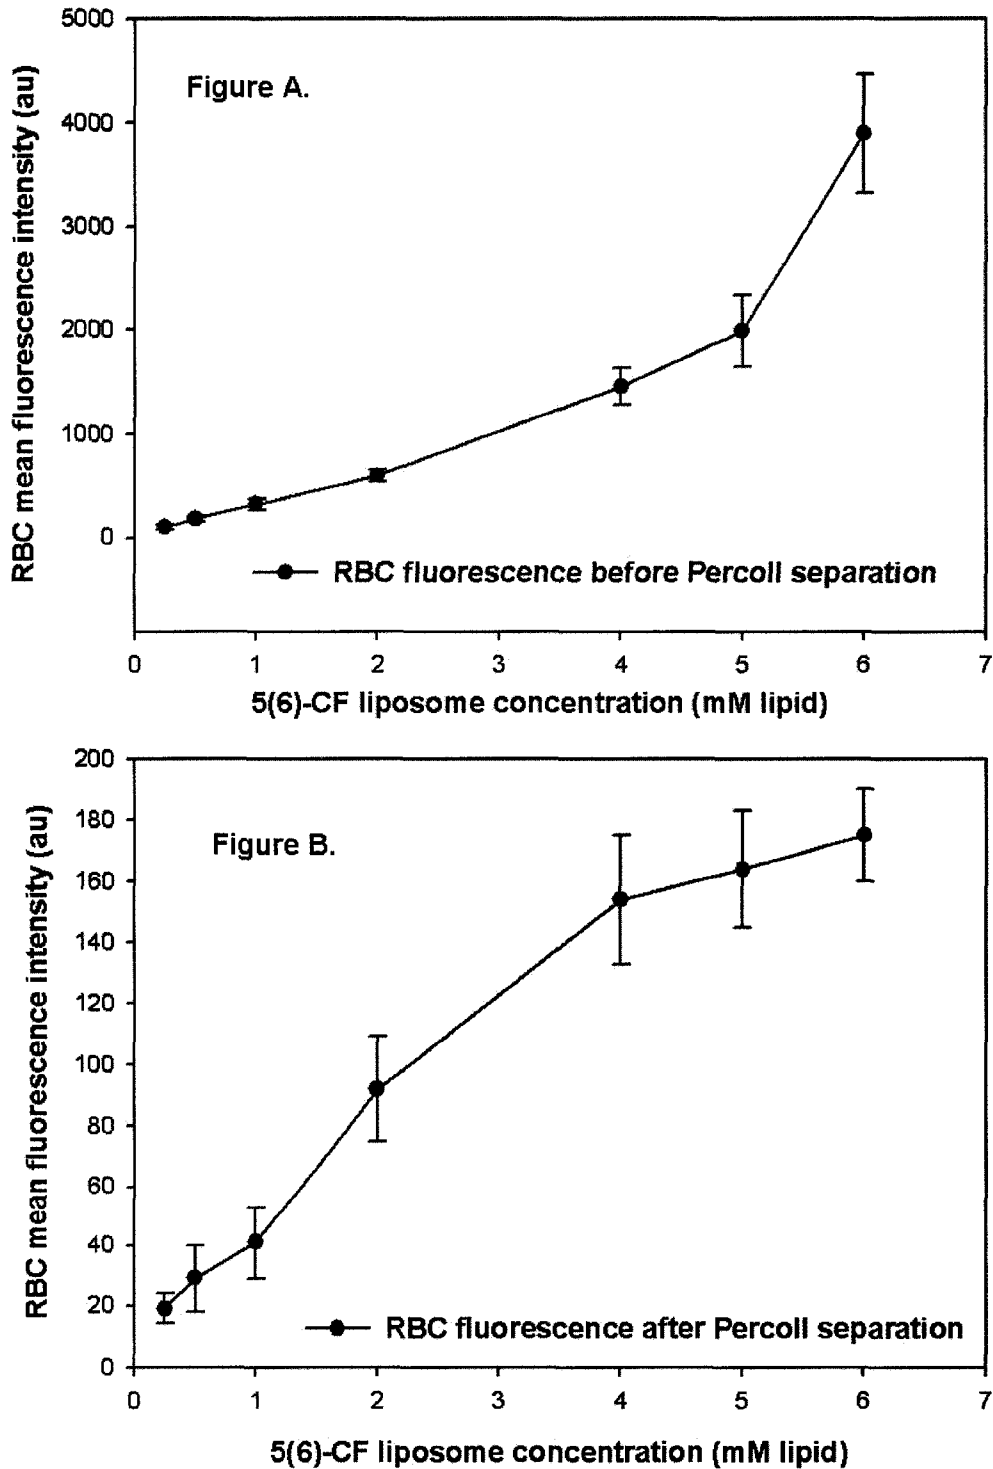 5000
Figure A.
4000
3000
2000
1000
0
RBC mean fluorescence intensity (au)
RBC fluorescence before Percoll separation
0 1 2 3 4 5 6 7
5(6)-CF liposome concentration (mM lipid)
200
180
Figure B.
160
140
120
100
80
60
40
20
0
RBC mean fluorescence intensity (au)
RBC fluorescence after Percoll separation
0 1 2 3 4 5 6 7
5(6)-CF liposome concentration (mM lipid)